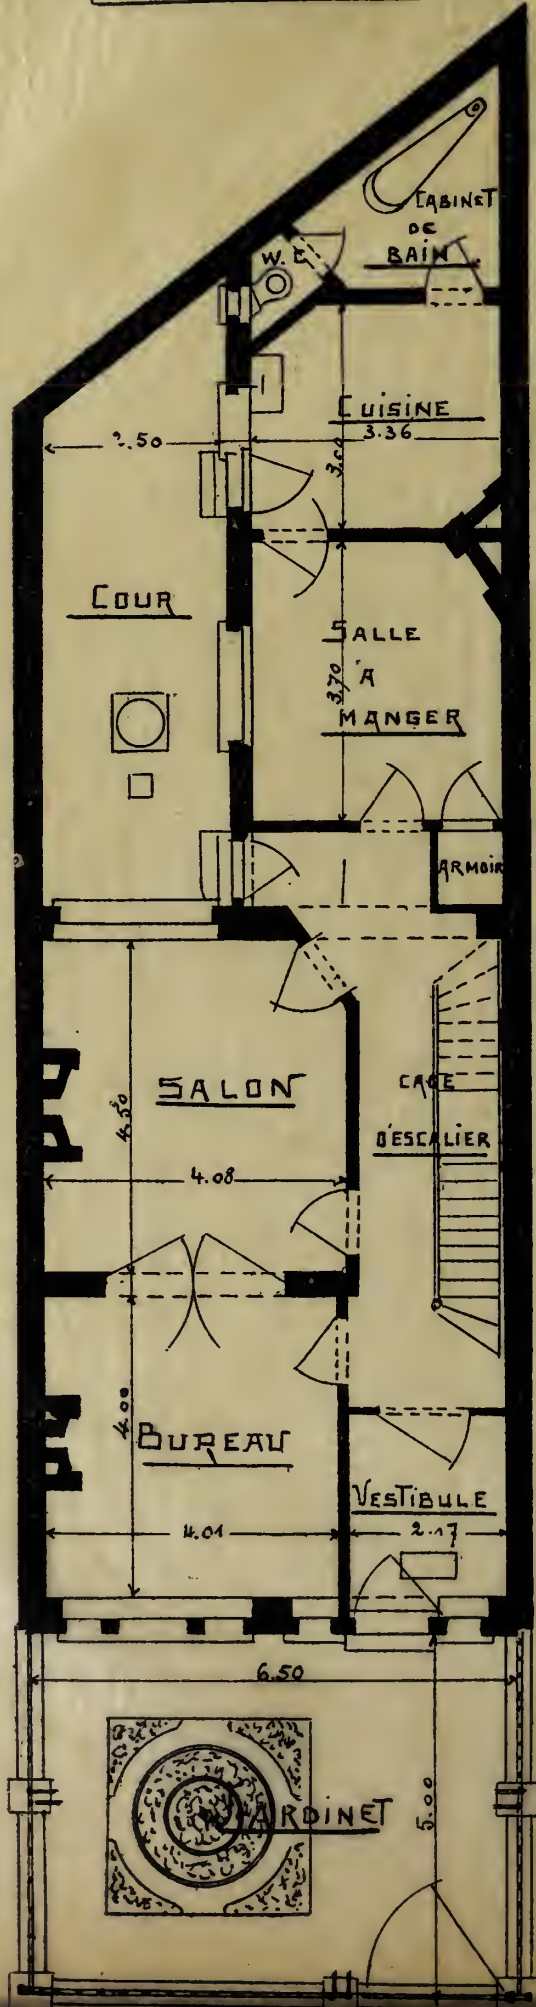 CABINET
DE
BAIN
W. C
CUISINE
3.36
2.50
3.60
COUR
SALLE
A
MANGER
3.70
ARMOIR
SALON
4.50
4.08
CAGE
D'ESCALIER
BUREAU
4.00
4.01
VESTIBULE
2.17
6.50
JARDINET
5.00